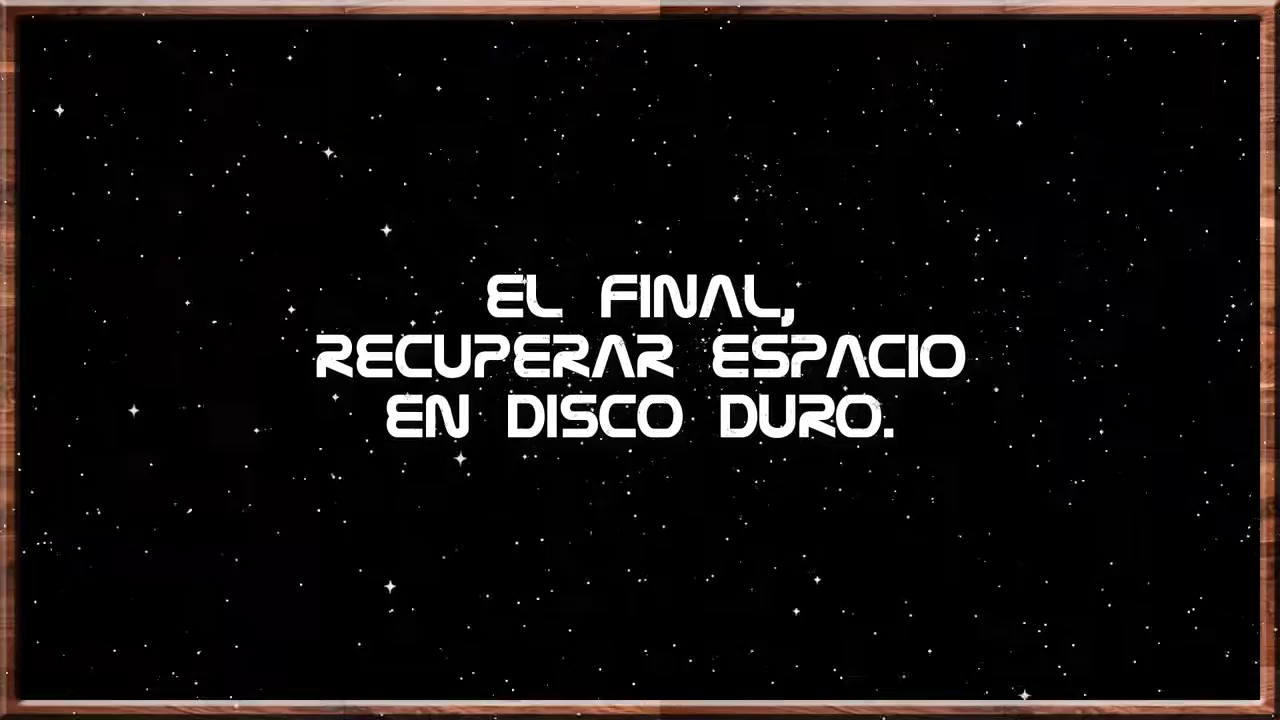 EL FINAL,
RECUPERAR ESPACIO
EN DISCO DURO.